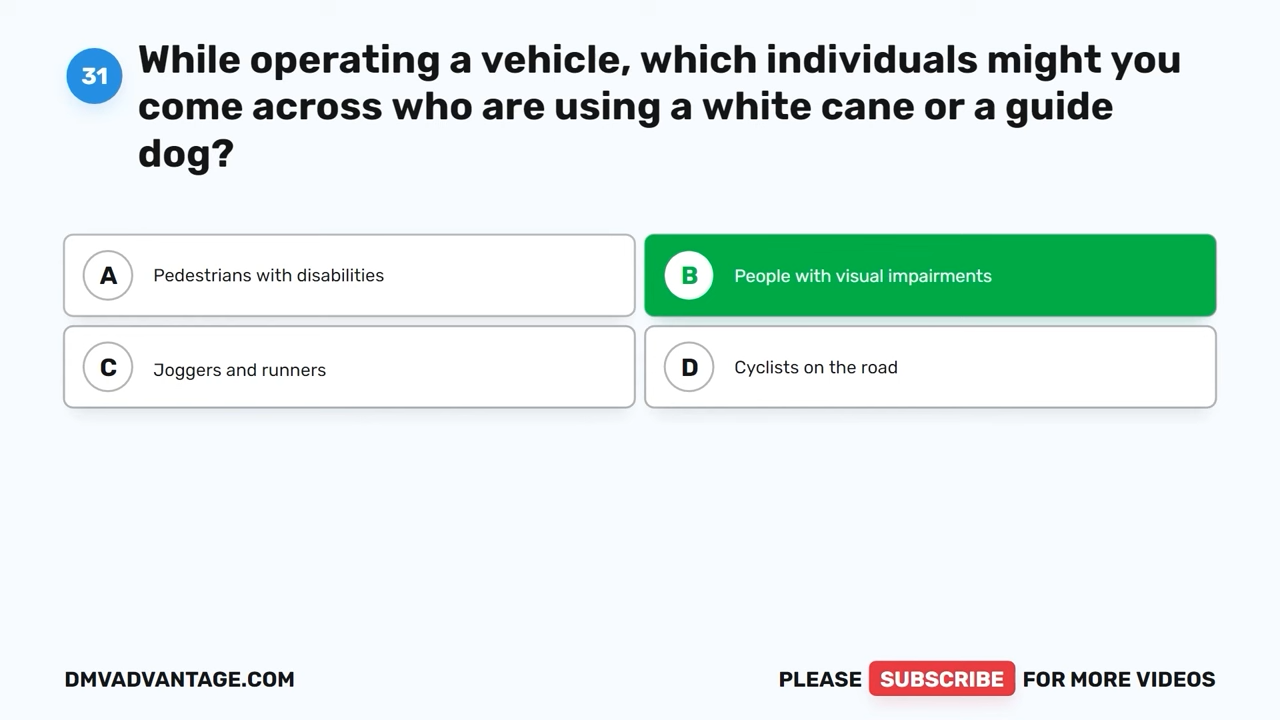 31
While operating a vehicle, which individuals might you
come across who are using a white cane or a guide
dog?
A Pedestrians with disabilities
B People with visual impairments
C Joggers and runners
D Cyclists on the road
DMVADVANTAGE.COM
PLEASE SUBSCRIBE FOR MORE VIDEOS